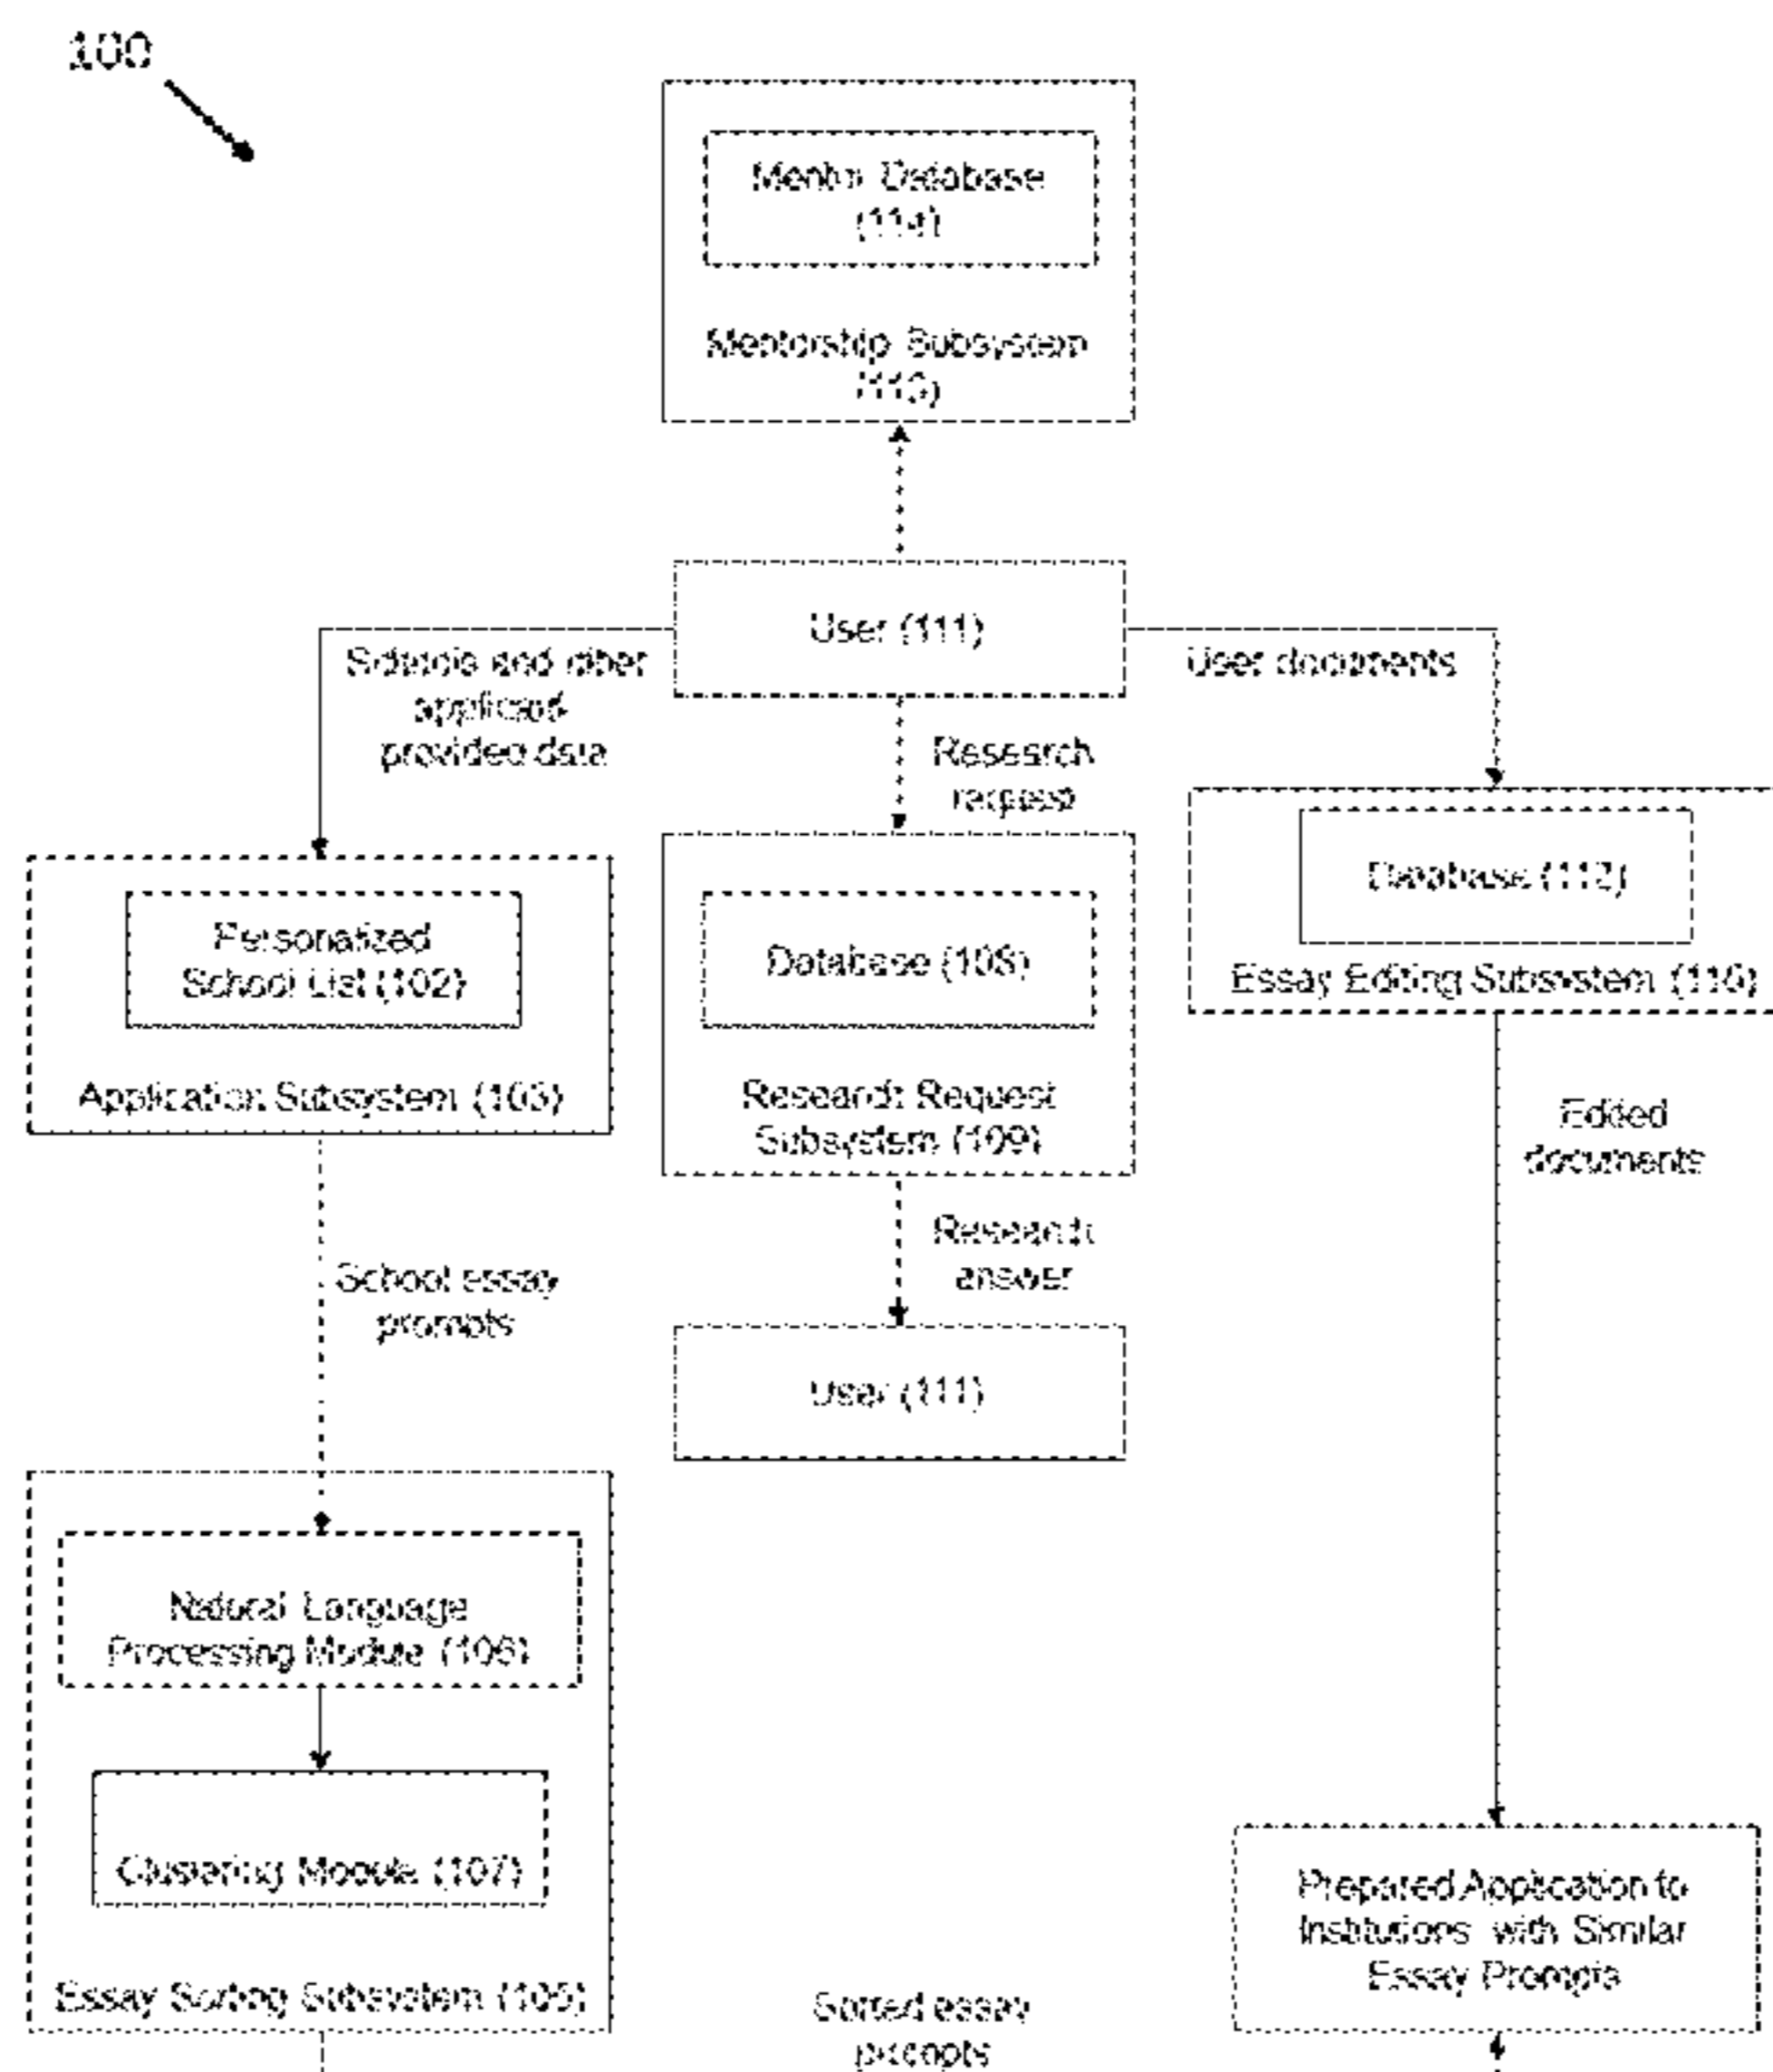 100
Mentor Database
(114)
Mentorship Subsystem
(113)
User (111)
Schools and other
applicant
provided data
User documents
Research
request
Personalized
School List (102)
Application Subsystem (103)
Database (108)
Research Request
Subsystem (109)
Database (112)
Essay Editing Subsystem (110)
Edited
documents
Research
answer
School essay
prompts
User (111)
Natural Language
Processing Module (106)
Clustering Module (107)
Essay Sorting Subsystem (105)
Prepared Application to
Institutions with Similar
Essay Prompts
Sorted essay
prompts